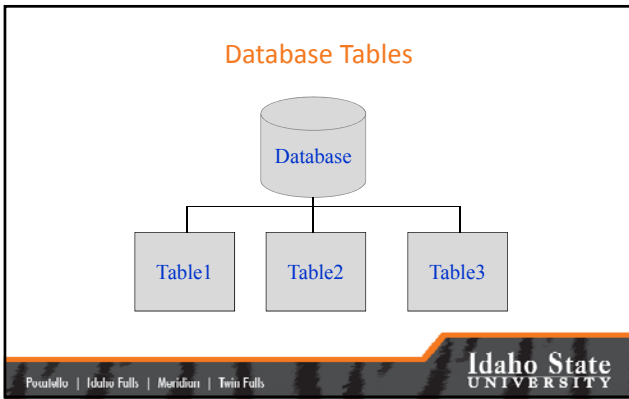 Database Tables
Database
Table1 Table2 Table3
Pocatello | Idaho Falls | Meridian | Twin Falls
Idaho State
UNIVERSITY